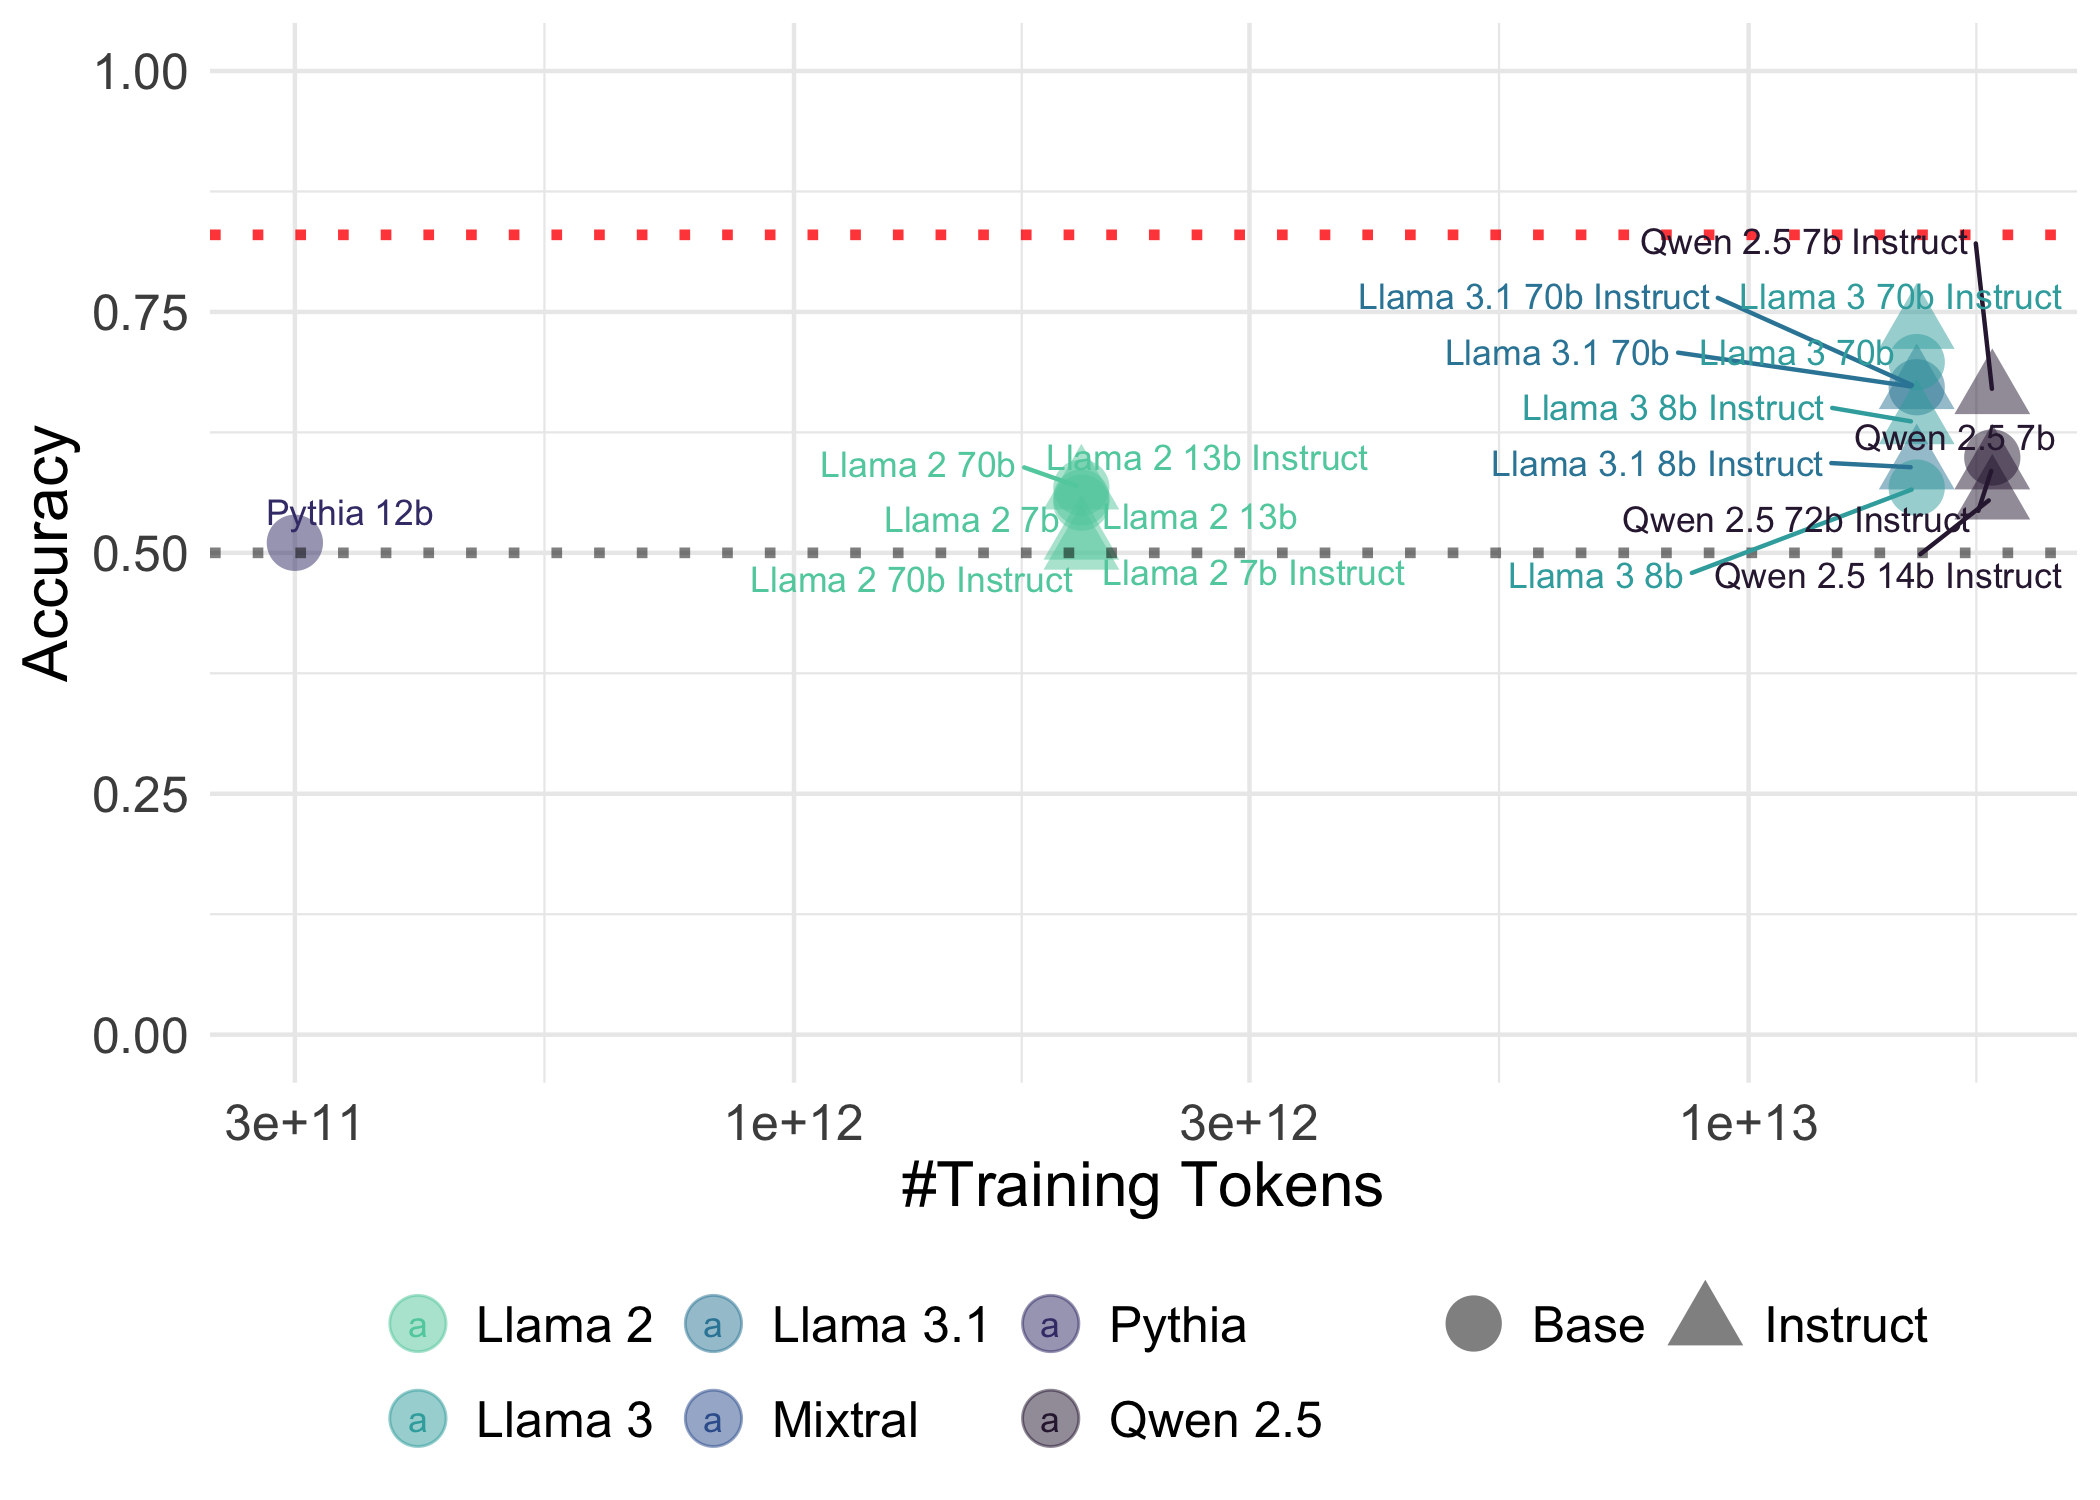 1.00
0.75
0.50
0.25
0.00
Accuracy
Qwen 2.5 7b Instruct
Llama 3.1 70b Instruct
Llama 3 70b Instruct
Llama 3.1 70b
Llama 3 70b
Llama 3 8b Instruct
Qwen 2.5 7b
Llama 2 70b
Llama 2 13b Instruct
Llama 3.1 8b Instruct
Pythia 12b
Llama 2 7b
Llama 2 13b
Qwen 2.5 72b Instruct
Llama 2 70b Instruct
Llama 2 7b Instruct
Llama 3 8b
Qwen 2.5 14b Instruct
3e+11
1e+12
3e+12
1e+13
#Training Tokens
a Llama 2
a Llama 3.1
a Pythia
Base
Instruct
a Llama 3
a Mixtral
a Qwen 2.5